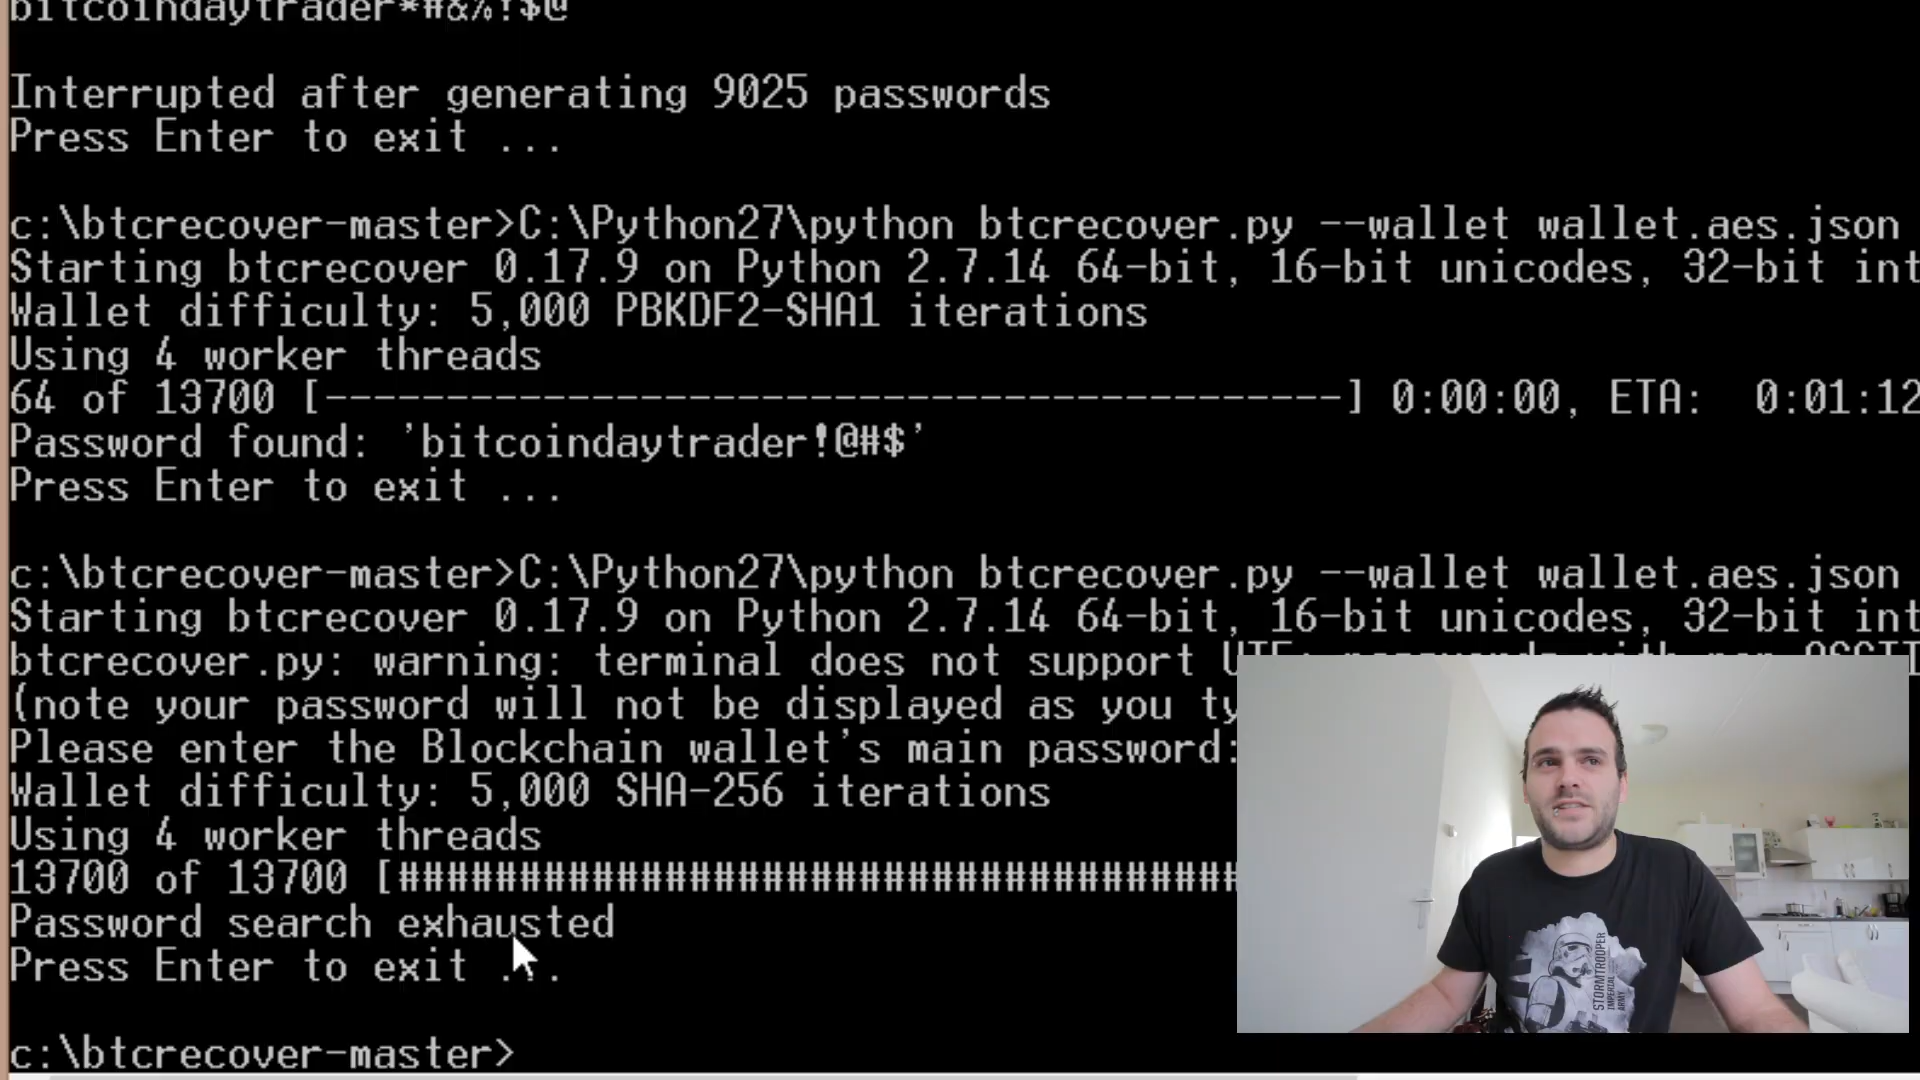 bitcoindaytrader*#&%!$@
Interrupted after generating 9025 passwords
Press Enter to exit ...
c:\btcrecover-master>C:\Python27\python btcrecover.py --wallet wallet.aes.json
Starting btcrecover 0.17.9 on Python 2.7.14 64-bit, 16-bit unicodes, 32-bit int
Wallet difficulty: 5,000 PBKDF2-SHA1 iterations
Using 4 worker threads
64 of 13700 [------------------------------------------] 0:00:00, ETA:  0:01:12
Password found: 'bitcoindaytrader!@#$'
Press Enter to exit ...
c:\btcrecover-master>C:\Python27\python btcrecover.py --wallet wallet.aes.json
Starting btcrecover 0.17.9 on Python 2.7.14 64-bit, 16-bit unicodes, 32-bit int
btcrecover.py: warning: terminal does not support
(note your password will not be displayed as you ty
Please enter the Blockchain wallet's main password:
Wallet difficulty: 5,000 SHA-256 iterations
Using 4 worker threads
13700 of 13700 [###################################
Password search exhausted
Press Enter to exit ...
c:\btcrecover-master>
STORMTROOPER
IMPERIAL
ARMY